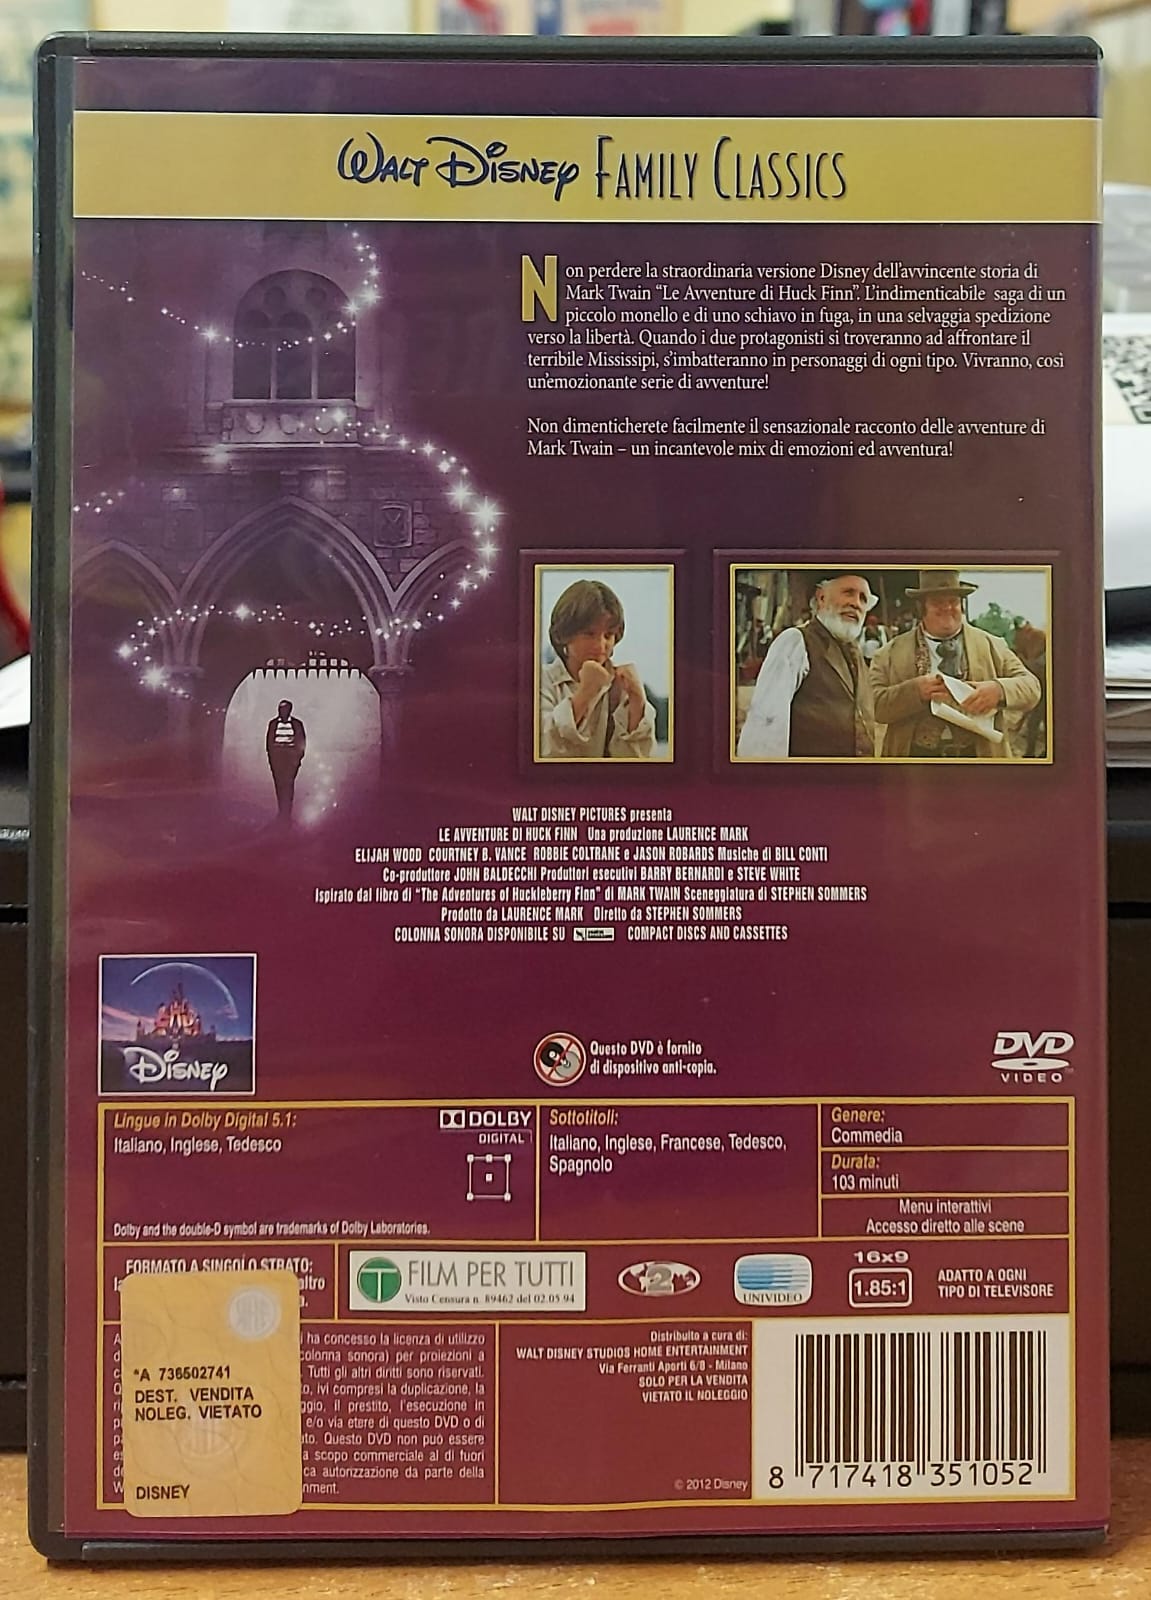 WALT DISNEY FAMILY CLASSICS
Non perdere la straordinaria versione Disney dell'avvincente storia di
Mark Twain "Le Avventure di Huck Finn". L'indimenticabile saga di un
piccolo monello e di uno schiavo in fuga, in una selvaggia spedizione
verso la libertà. Quando i due protagonisti si troveranno ad affrontare il
terribile Mississipi, s'imbatteranno in personaggi di ogni tipo. Vivranno, così
un'emozionante serie di avventure!
Non dimenticherete facilmente il sensazionale racconto delle avventure di
Mark Twain – un incantevole mix di emozioni ed avventura!
WALT DISNEY PICTURES presenta
LE AVVENTURE DI HUCK FINN Una produzione LAURENCE MARK
ELIJAH WOOD COURTNEY B. VANCE ROBBIE COLTRANE e JASON ROBARDS Musiche di BILL CONTI
Co-produttore JOHN BALDECCHI Produttori esecutivi BARRY BERNARDI e STEVE WHITE
Ispirato dal libro di "The Adventures of Huckleberry Finn" di MARK TWAIN Sceneggiatura di STEPHEN SOMMERS
Prodotto da LAURENCE MARK Diretto da STEPHEN SOMMERS
COLONNA SONORA DISPONIBILE SU COMPACT DISCS AND CASSETTES
DISNEY
Questo DVD è fornito
di dispositivo anti-copia.
DVD
VIDEO
Lingue in Dolby Digital 5.1:
Italiano, Inglese, Tedesco
DOLBY
DIGITAL
Dolby and the double-D symbol are trademarks of Dolby Laboratories.
Sottotitoli:
Italiano, Inglese, Francese, Tedesco,
Spagnolo
Genere:
Commedia
Durata:
103 minuti
Menu interattivi
Accesso diretto alle scene
FORMATO A SINGOLO STRATO:
altro
T FILM PER TUTTI
Visto Censura n. 89462 del 02.05.94
2
UNIVIDEO
16x9
1.85:1
ADATTO A OGNI
TIPO DI TELEVISORE
ha concesso la licenza di utilizzo
colonna sonora) per proiezioni a
Tutti gli altri diritti sono riservati.
ivi compresi la duplicazione, la
il prestito, l'esecuzione in
e/o via etere di questo DVD o di
Questo DVD non può essere
a scopo commerciale al di fuori
autorizzazione da parte della
*A 736502741
DEST. VENDITA
NOLEG. VIETATO
DISNEY
Distribuito a cura di:
WALT DISNEY STUDIOS HOME ENTERTAINMENT
Via Ferranti Aporti 6/8 - Milano
SOLO PER LA VENDITA
VIETATO IL NOLEGGIO
© 2012 Disney
8 717418 351052